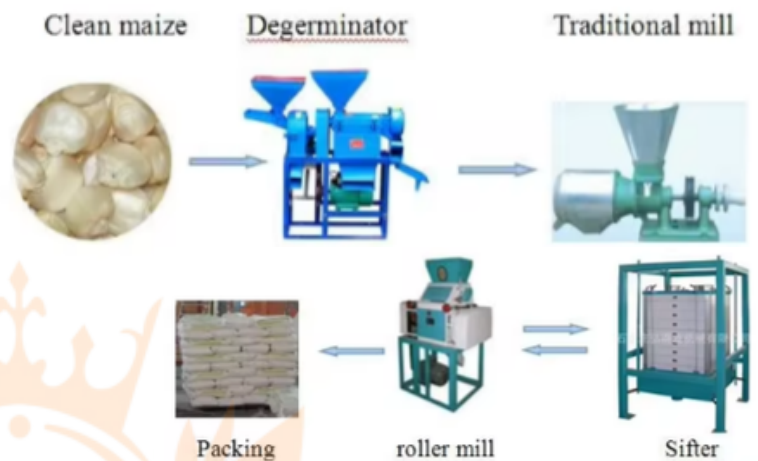 Clean maize
Degerminator
Traditional mill
Packing
roller mill
Sifter